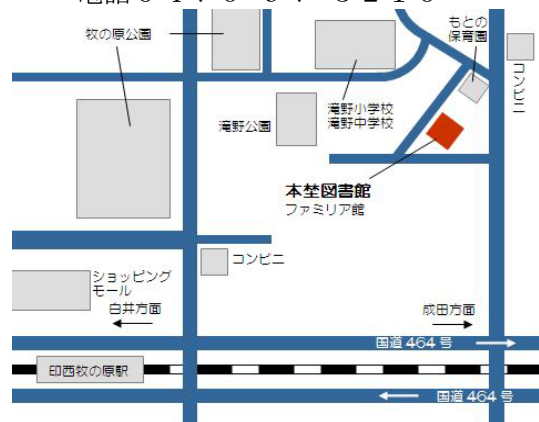 牧の原公園
もとの
保育園
コンビニ
滝野公園
滝野小学校
滝野中学校
本埜図書館
ファミリア館
コンビニ
ショッピング
モール
白井方面
成田方面
国道464号
印西牧の原駅
国道464号